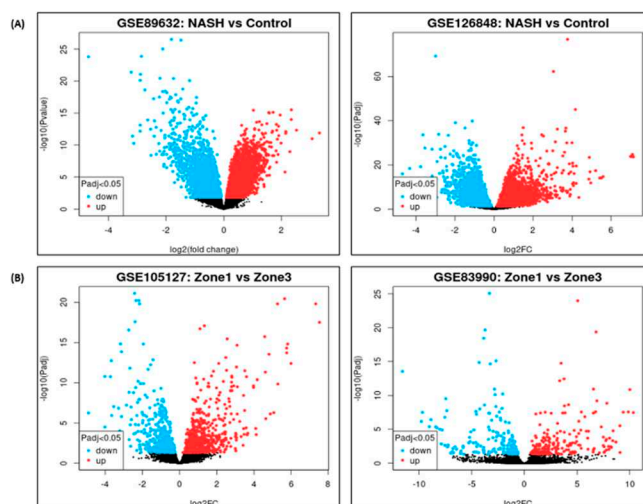 (A)
GSE89632: NASH vs Control
GSE126848: NASH vs Control
-log10(Pvalue)
25
20
15
10
5
0
Padj<0.05
down
up
-4
-2
0
2
log2(fold change)
-log10(Padj)
80
60
40
20
0
Padj<0.05
down
up
-4
-2
0
2
4
6
log2FC
(B)
GSE105127: Zone1 vs Zone3
GSE83990: Zone1 vs Zone3
-log10(Padj)
20
15
10
5
0
Padj<0.05
down
up
-4
-2
0
2
4
6
8
log2FC
-log10(Padj)
25
20
15
10
5
0
Padj<0.05
down
up
-10
-5
0
5
10
log2FC